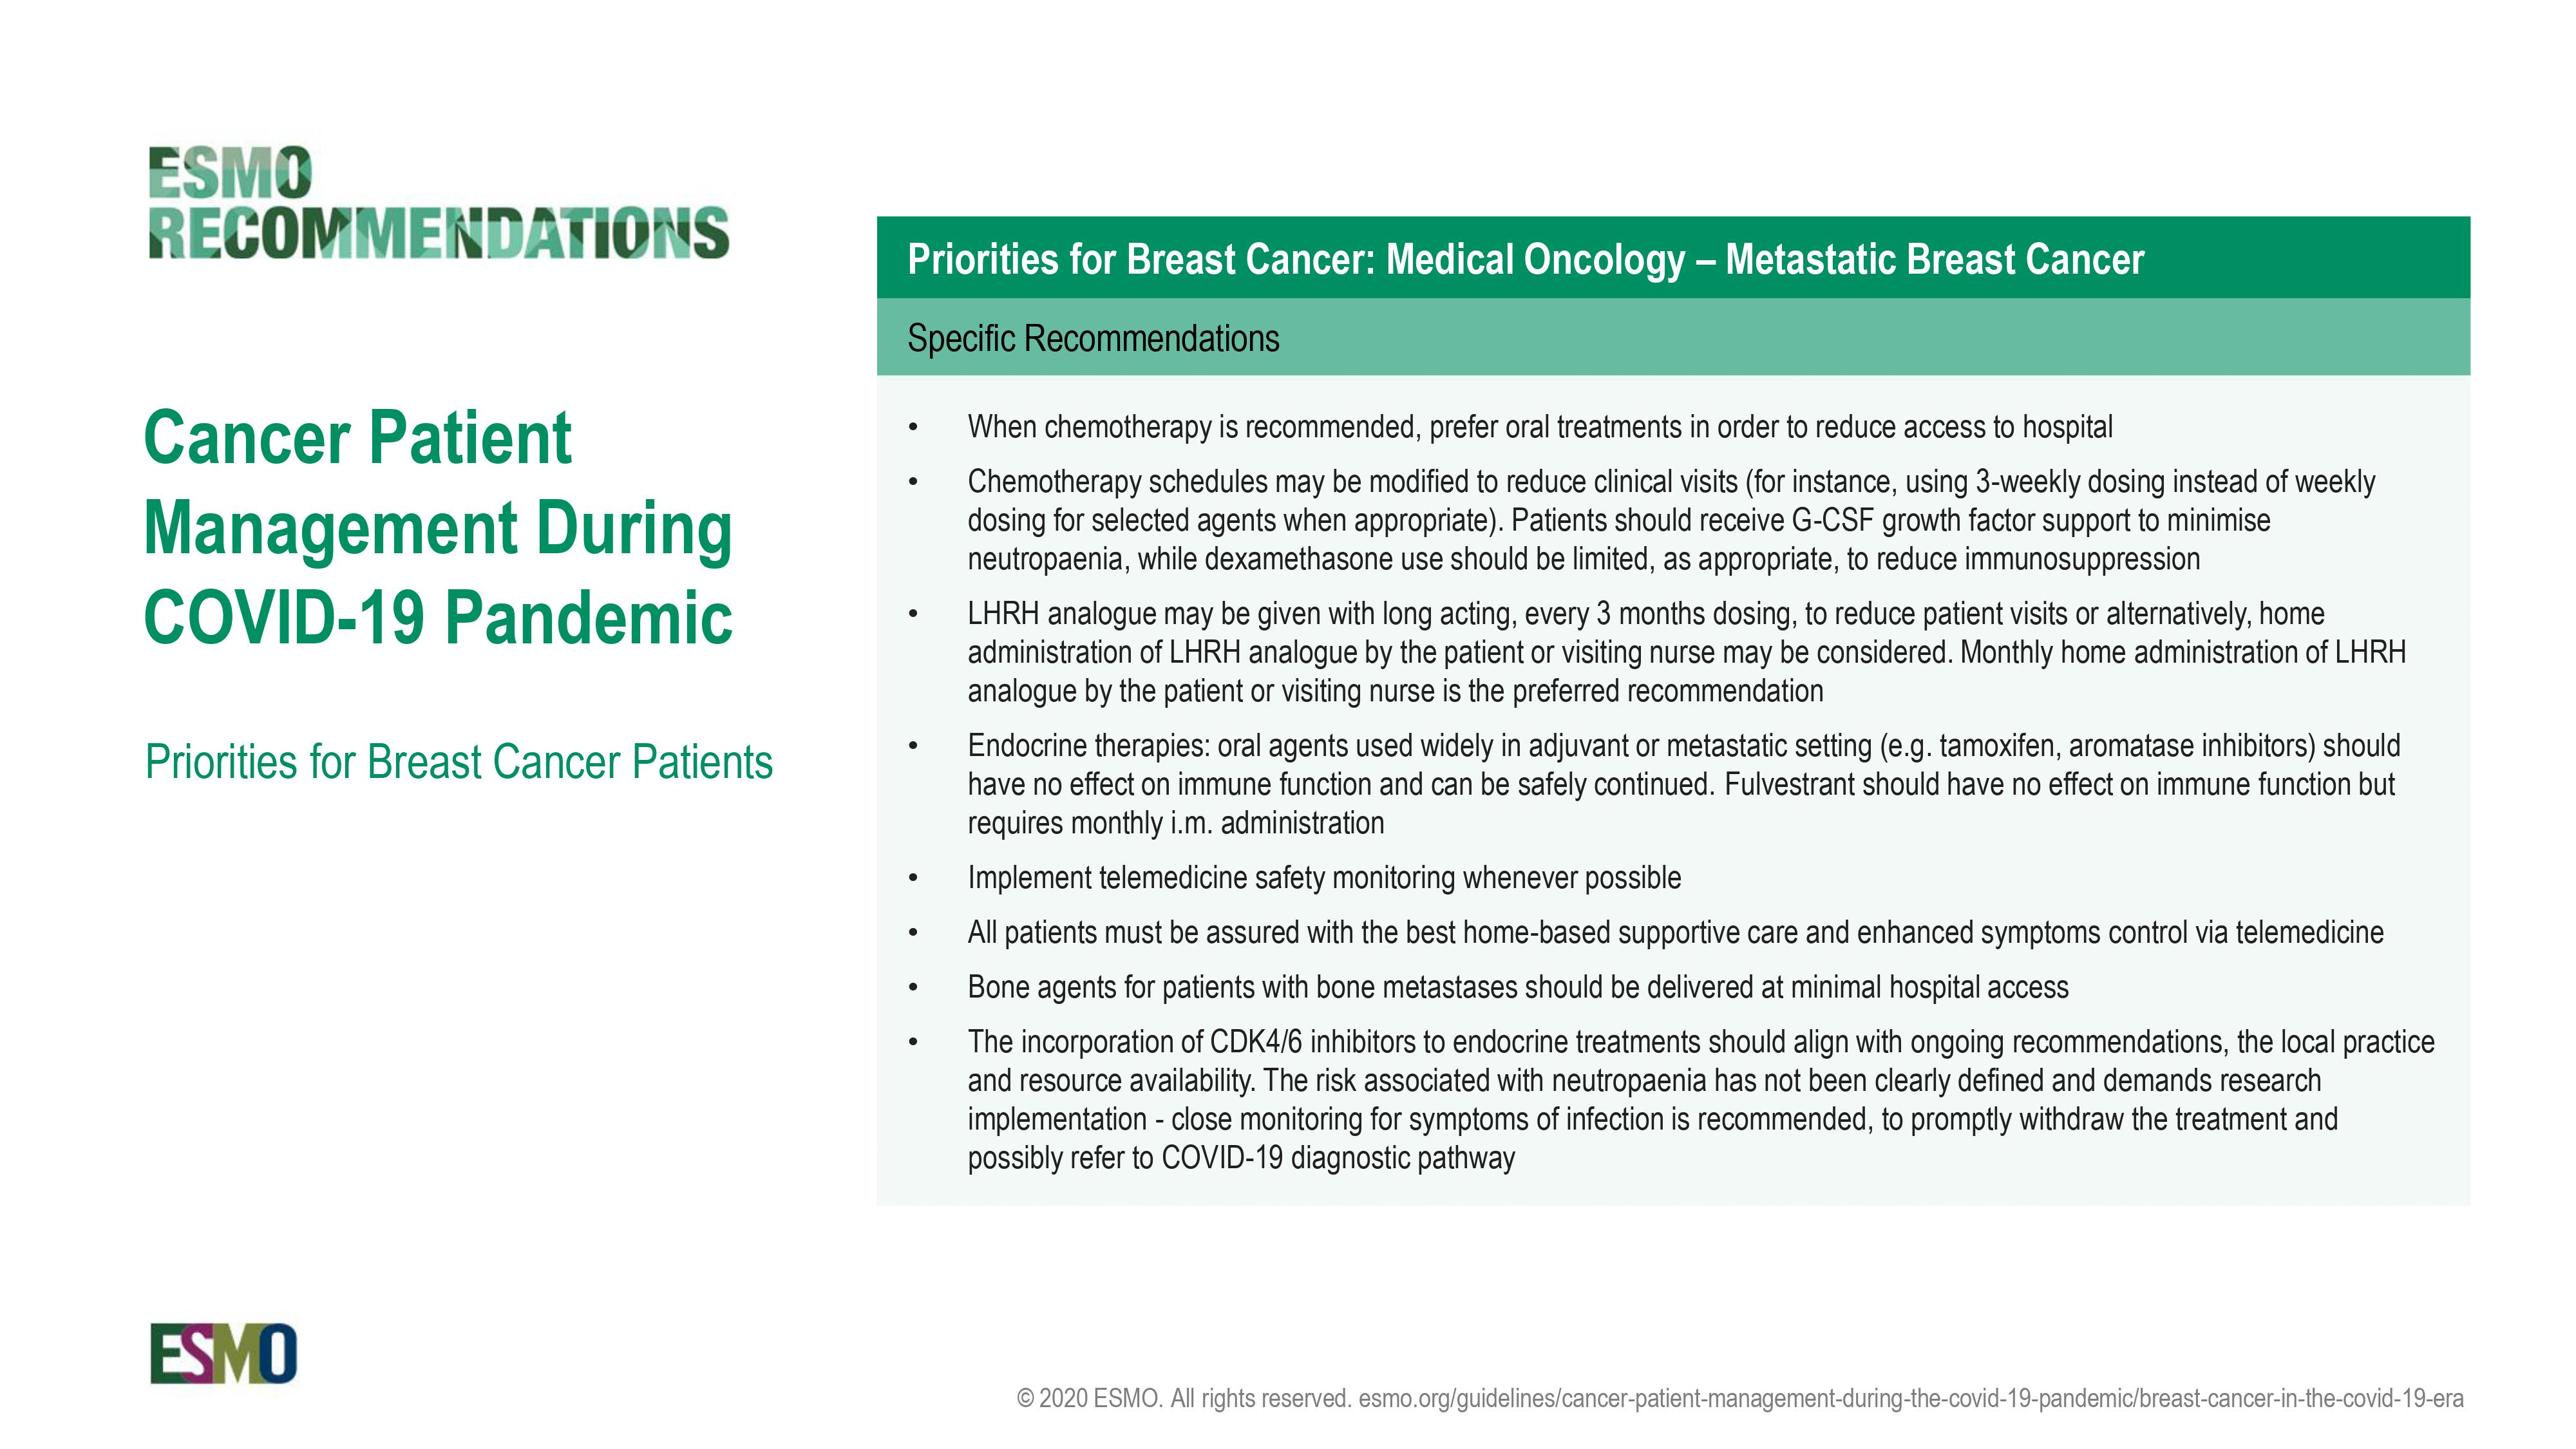 ESMO
RECOMMENDATIONS
Cancer Patient
Management During
COVID-19 Pandemic
Priorities for Breast Cancer Patients
Priorities for Breast Cancer: Medical Oncology – Metastatic Breast Cancer
Specific Recommendations
• When chemotherapy is recommended, prefer oral treatments in order to reduce access to hospital
• Chemotherapy schedules may be modified to reduce clinical visits (for instance, using 3-weekly dosing instead of weekly
dosing for selected agents when appropriate). Patients should receive G-CSF growth factor support to minimise
neutropaenia, while dexamethasone use should be limited, as appropriate, to reduce immunosuppression
• LHRH analogue may be given with long acting, every 3 months dosing, to reduce patient visits or alternatively, home
administration of LHRH analogue by the patient or visiting nurse may be considered. Monthly home administration of LHRH
analogue by the patient or visiting nurse is the preferred recommendation
• Endocrine therapies: oral agents used widely in adjuvant or metastatic setting (e.g. tamoxifen, aromatase inhibitors) should
have no effect on immune function and can be safely continued. Fulvestrant should have no effect on immune function but
requires monthly i.m. administration
• Implement telemedicine safety monitoring whenever possible
• All patients must be assured with the best home-based supportive care and enhanced symptoms control via telemedicine
• Bone agents for patients with bone metastases should be delivered at minimal hospital access
• The incorporation of CDK4/6 inhibitors to endocrine treatments should align with ongoing recommendations, the local practice
and resource availability. The risk associated with neutropaenia has not been clearly defined and demands research
implementation - close monitoring for symptoms of infection is recommended, to promptly withdraw the treatment and
possibly refer to COVID-19 diagnostic pathway
ESMO
© 2020 ESMO. All rights reserved. esmo.org/guidelines/cancer-patient-management-during-the-covid-19-pandemic/breast-cancer-in-the-covid-19-era